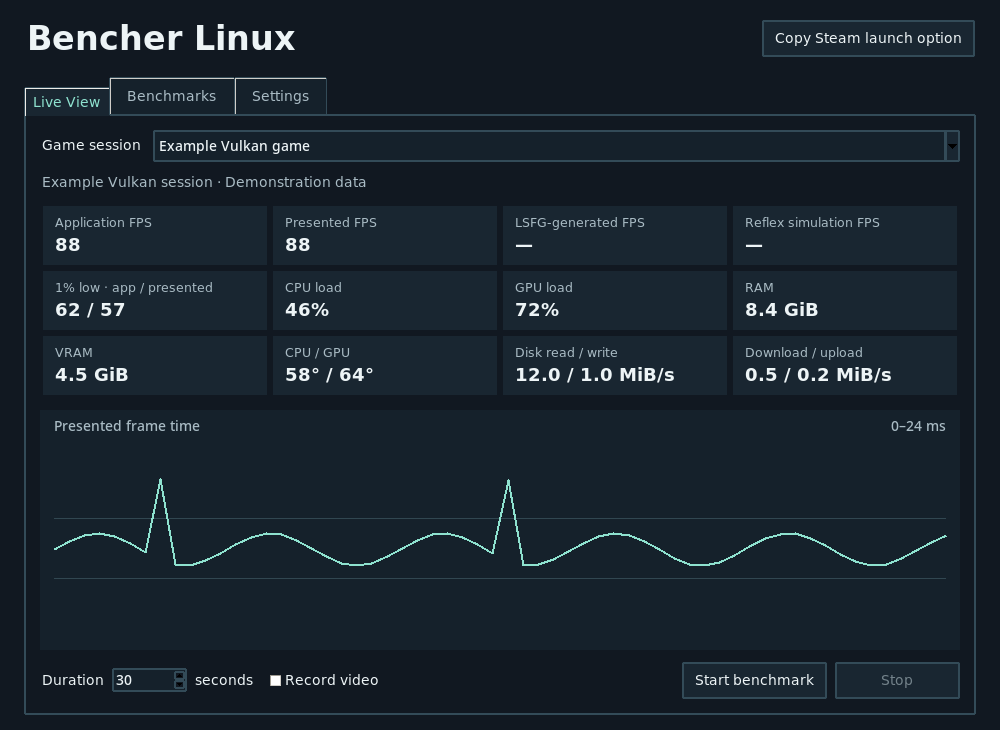 Bencher Linux
Copy Steam launch option
Live View
Benchmarks
Settings
Game session
Example Vulkan game
Example Vulkan session · Demonstration data
Application FPS
88
Presented FPS
88
LSFG-generated FPS
—
Reflex simulation FPS
—
1% low · app / presented
62 / 57
CPU load
46%
GPU load
72%
RAM
8.4 GiB
VRAM
4.5 GiB
CPU / GPU
58° / 64°
Disk read / write
12.0 / 1.0 MiB/s
Download / upload
0.5 / 0.2 MiB/s
Presented frame time
0–24 ms
Duration
30
seconds
Record video
Start benchmark
Stop